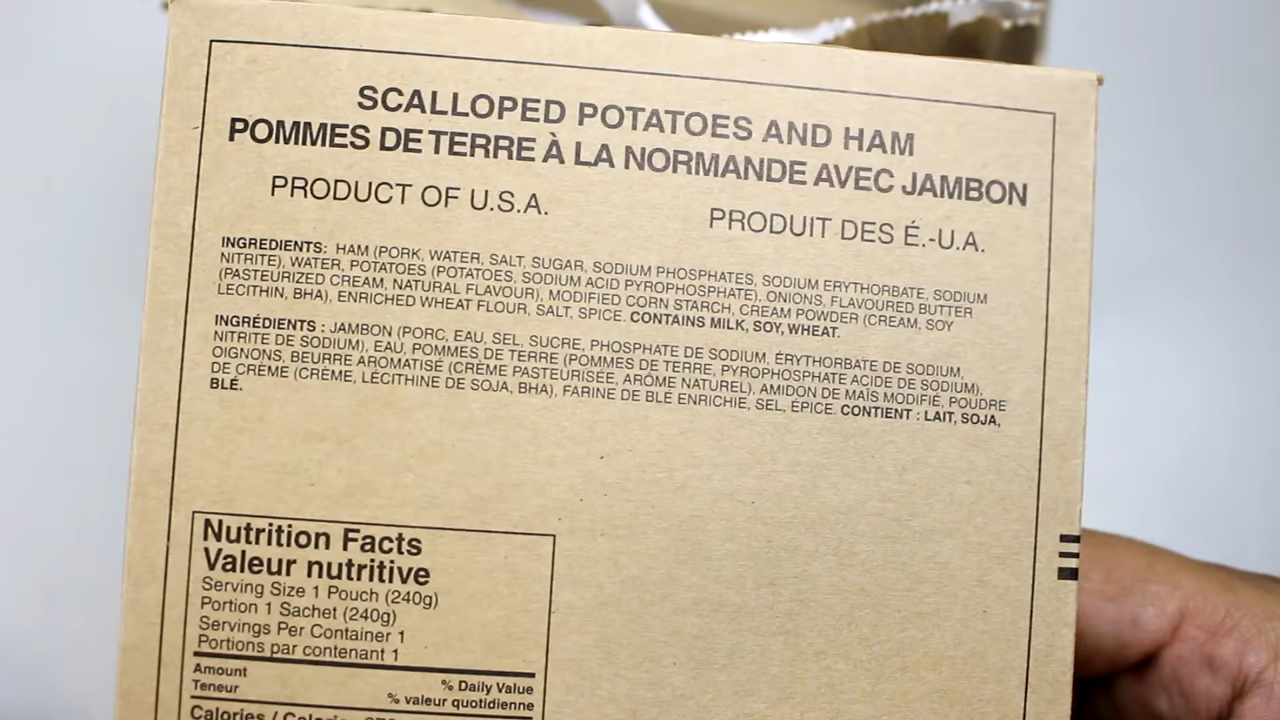 SCALLOPED POTATOES AND HAM
POMMES DE TERRE À LA NORMANDE AVEC JAMBON
PRODUCT OF U.S.A.
PRODUIT DES É.-U.A.
INGREDIENTS: HAM (PORK, WATER, SALT, SUGAR, SODIUM PHOSPHATES, SODIUM ERYTHORBATE, SODIUM
NITRITE), WATER, POTATOES (POTATOES, SODIUM ACID PYROPHOSPHATE), ONIONS, FLAVOURED BUTTER
(PASTEURIZED CREAM, NATURAL FLAVOUR), MODIFIED CORN STARCH, CREAM POWDER (CREAM, SOY
LECITHIN, BHA), ENRICHED WHEAT FLOUR, SALT, SPICE. CONTAINS MILK, SOY, WHEAT.
INGRÉDIENTS : JAMBON (PORC, EAU, SEL, SUCRE, PHOSPHATE DE SODIUM, ÉRYTHORBATE DE SODIUM,
NITRITE DE SODIUM), EAU, POMMES DE TERRE (POMMES DE TERRE, PYROPHOSPHATE ACIDE DE SODIUM),
OIGNONS, BEURRE AROMATISÉ (CRÈME PASTEURISÉE, ARÔME NATUREL), AMIDON DE MAÏS MODIFIÉ, POUDRE
DE CRÈME (CRÈME, LÉCITHINE DE SOJA, BHA), FARINE DE BLÉ ENRICHIE, SEL, ÉPICE. CONTIENT : LAIT, SOJA,
BLÉ.
Nutrition Facts
Valeur nutritive
Serving Size 1 Pouch (240g)
Portion 1 Sachet (240g)
Servings Per Container 1
Portions par contenant 1
Amount % Daily Value
Teneur % valeur quotidienne
Calories / Calories